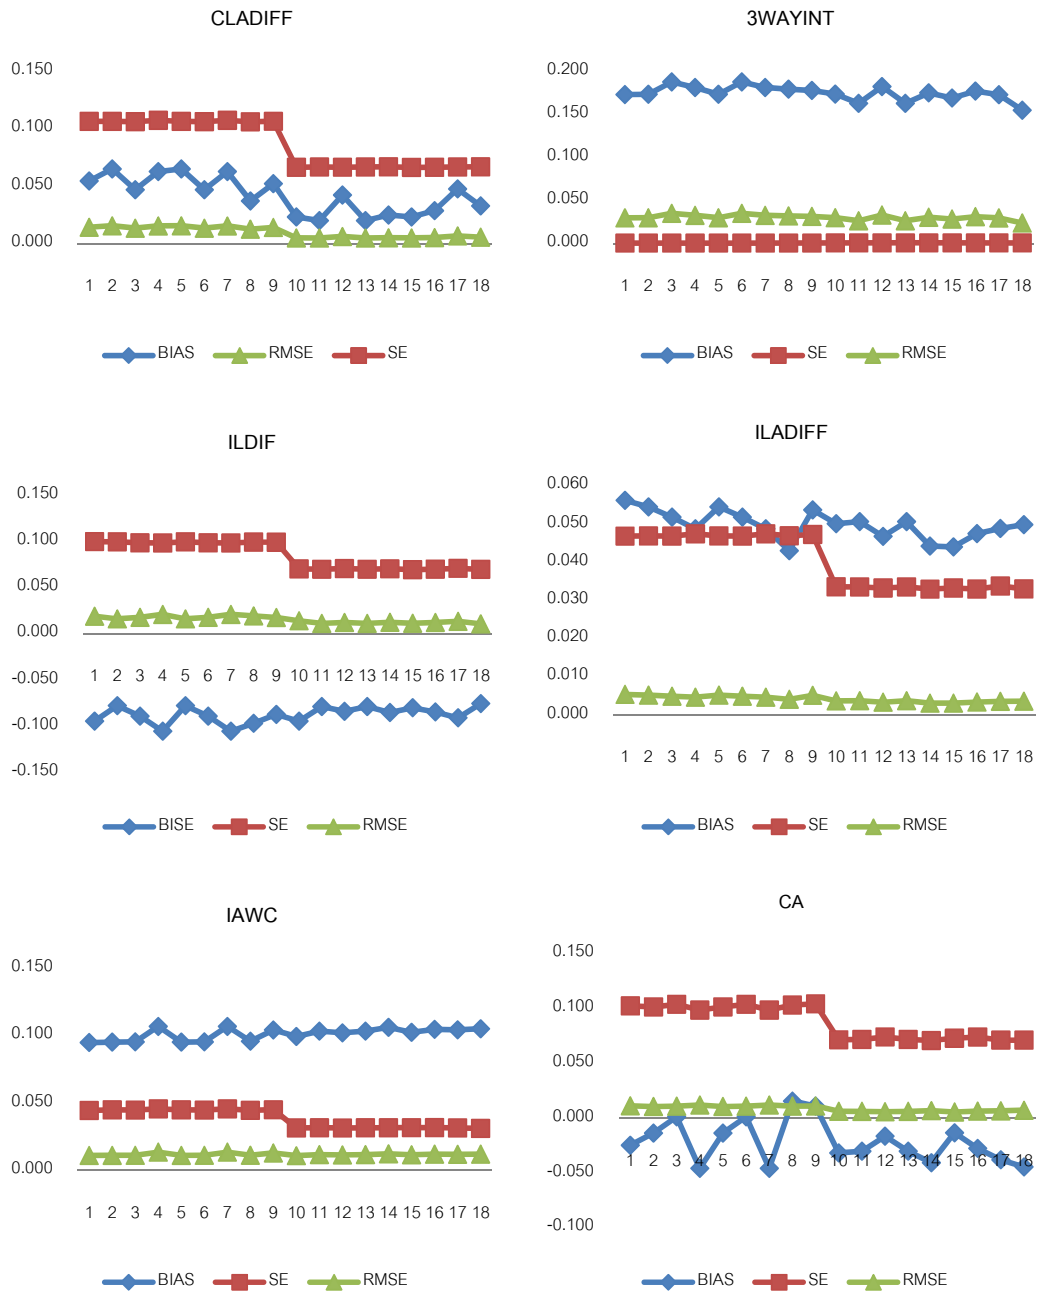 CLADIFF
0.150
0.100
0.050
0.000
1 2 3 4 5 6 7 8 9 10 11 12 13 14 15 16 17 18
BIAS RMSE SE
3WAYINT
0.200
0.150
0.100
0.050
0.000
1 2 3 4 5 6 7 8 9 10 11 12 13 14 15 16 17 18
BIAS SE RMSE
ILDIF
0.150
0.100
0.050
0.000
1 2 3 4 5 6 7 8 9 10 11 12 13 14 15 16 17 18
-0.050
-0.100
-0.150
BISE SE RMSE
ILADIFF
0.060
0.050
0.040
0.030
0.020
0.010
0.000
1 2 3 4 5 6 7 8 9 10 11 12 13 14 15 16 17 18
BIAS SE RMSE
IAWC
0.150
0.100
0.050
0.000
1 2 3 4 5 6 7 8 9 10 11 12 13 14 15 16 17 18
BIAS SE RMSE
CA
0.150
0.100
0.050
0.000
1 2 3 4 5 6 7 8 9 10 11 12 13 14 15 16 17 18
-0.050
-0.100
BIAS SE RMSE